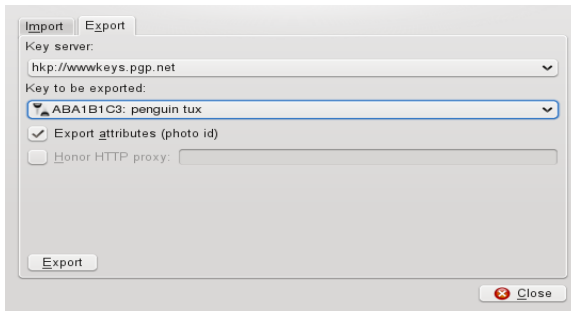 Import Export
Key server:
hkp://wwwkeys.pgp.net
Key to be exported:
ABA1B1C3: penguin tux
Export attributes (photo id)
Honor HTTP proxy:
Export
Close